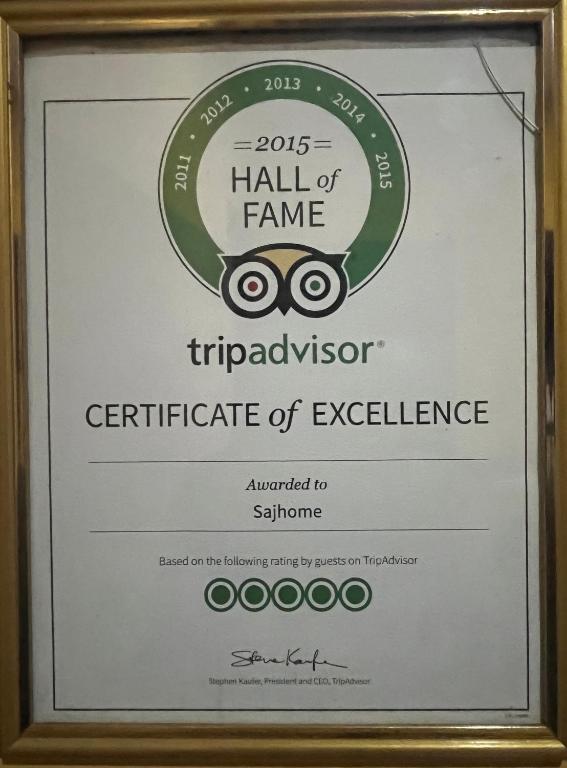 2011 • 2012 • 2013 • 2014 • 2015
=2015=
HALL of
FAME
tripadvisor®
CERTIFICATE of EXCELLENCE
Awarded to
Sajhome
Based on the following rating by guests on TripAdvisor
Stephen Kaufer, President and CEO, TripAdvisor